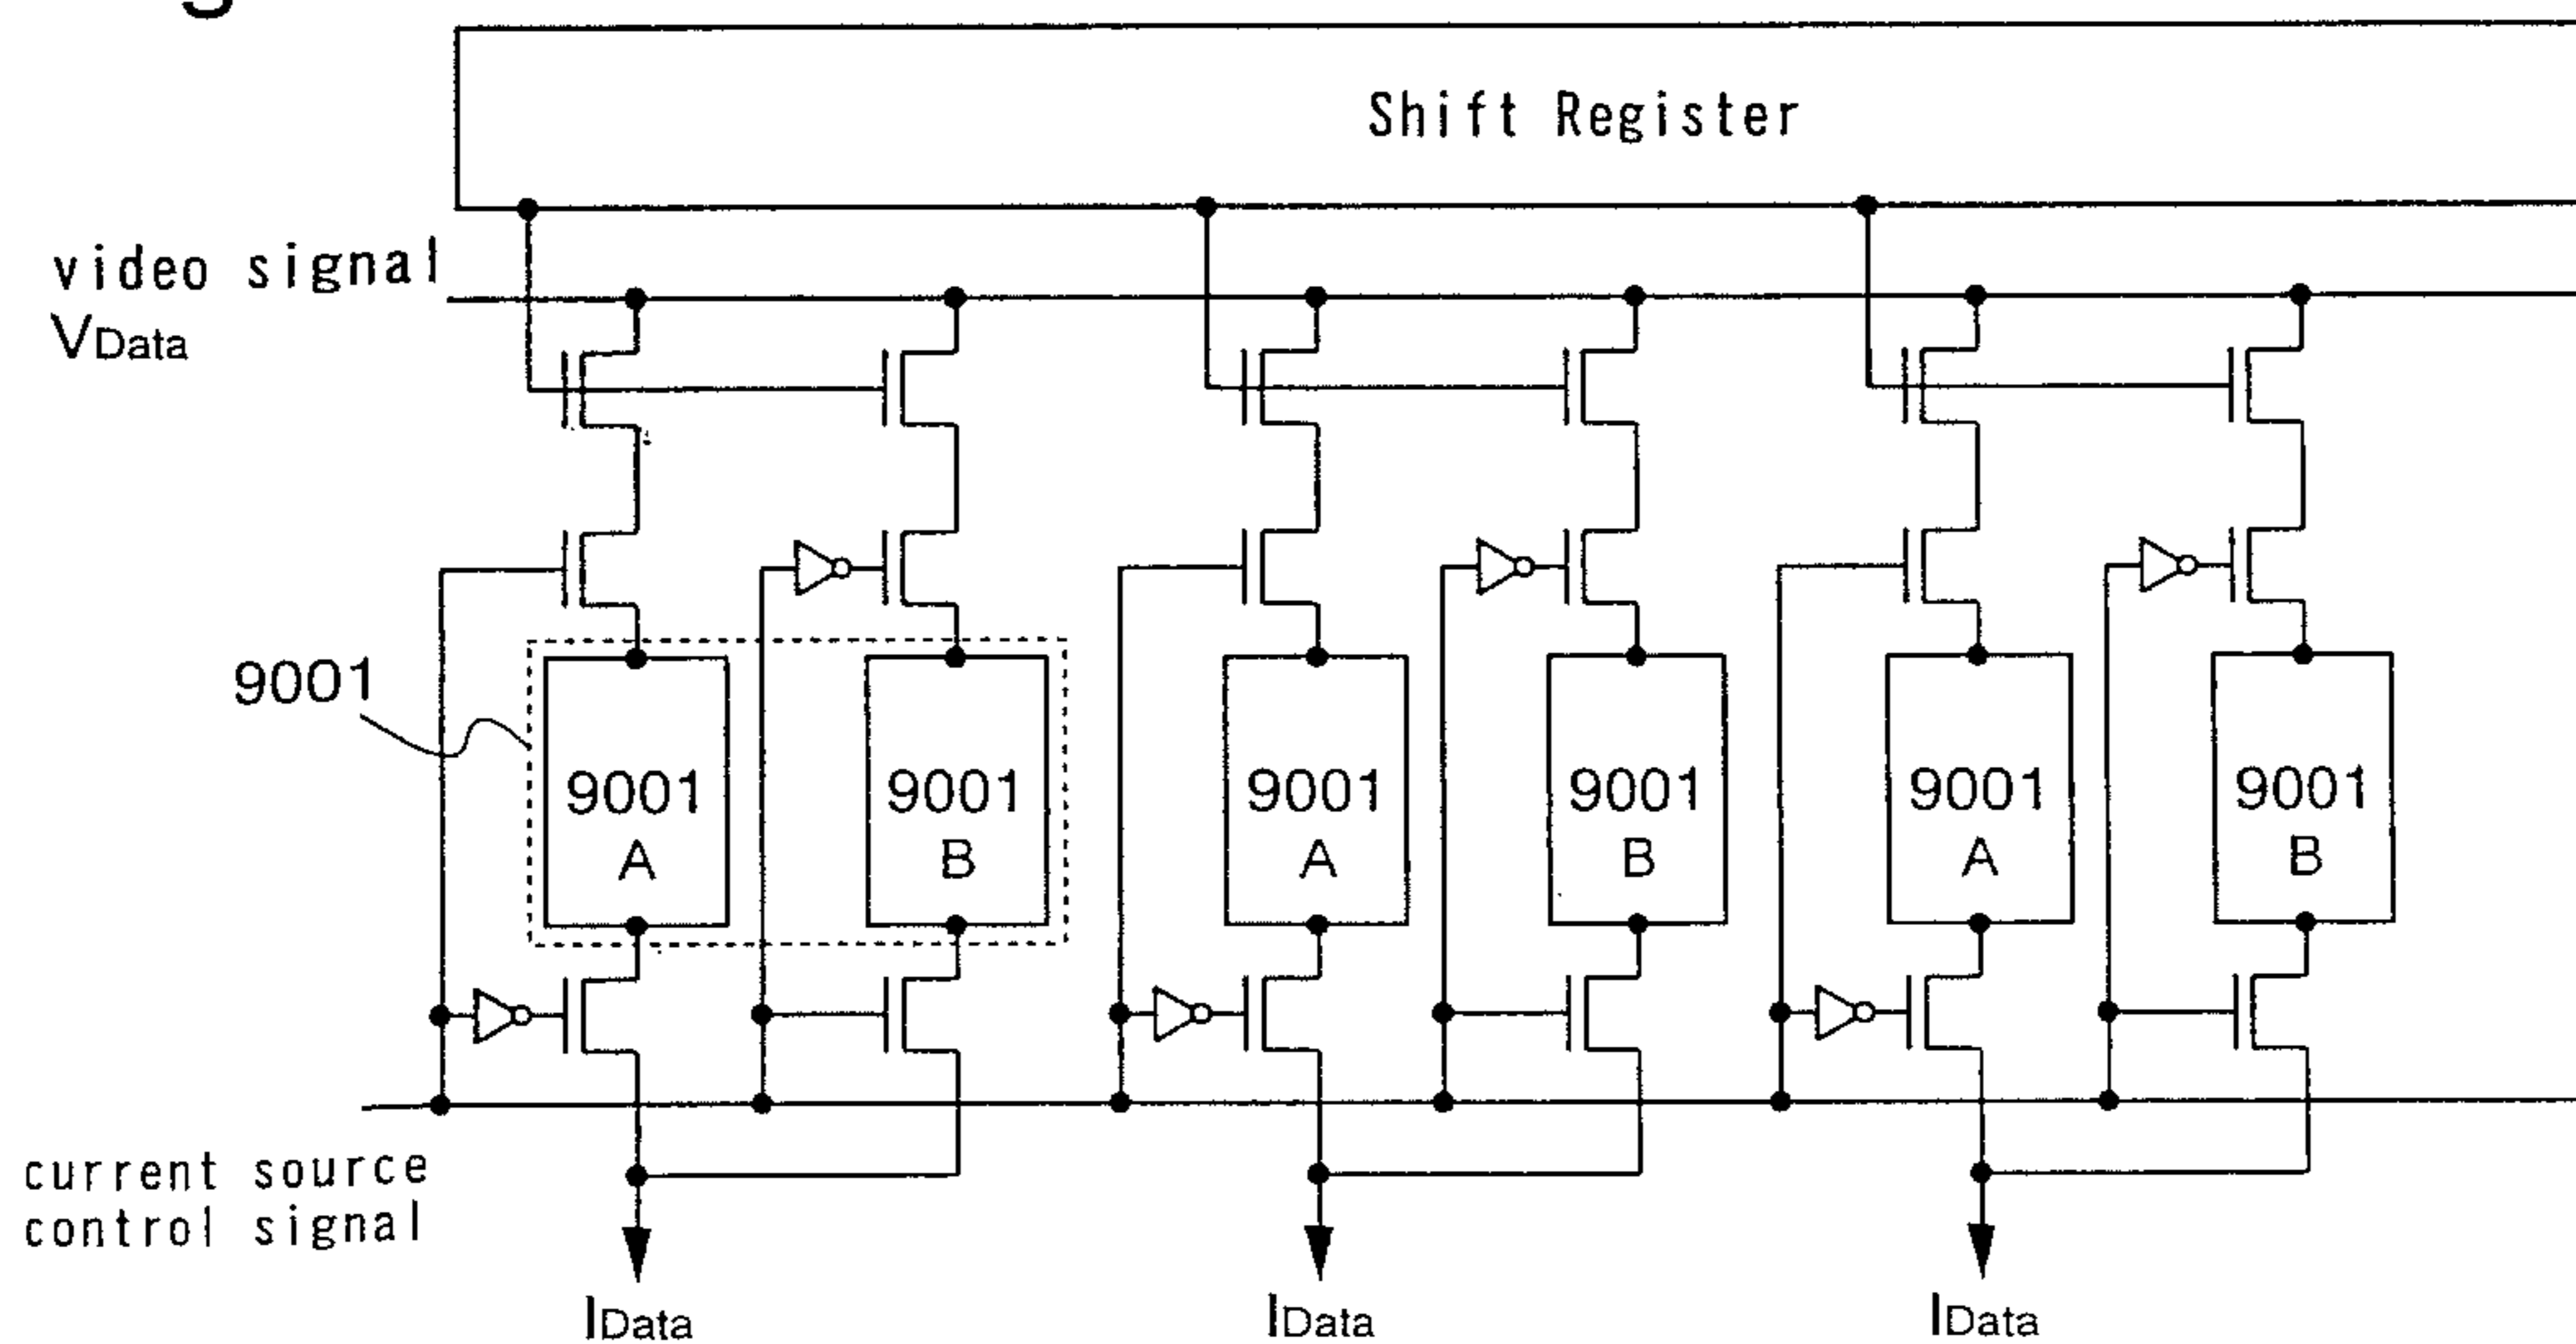 Shift Register
video signal
VData
9001
9001
A
9001
B
9001
A
9001
B
9001
A
9001
B
current source
control signal
IData
IData
IData